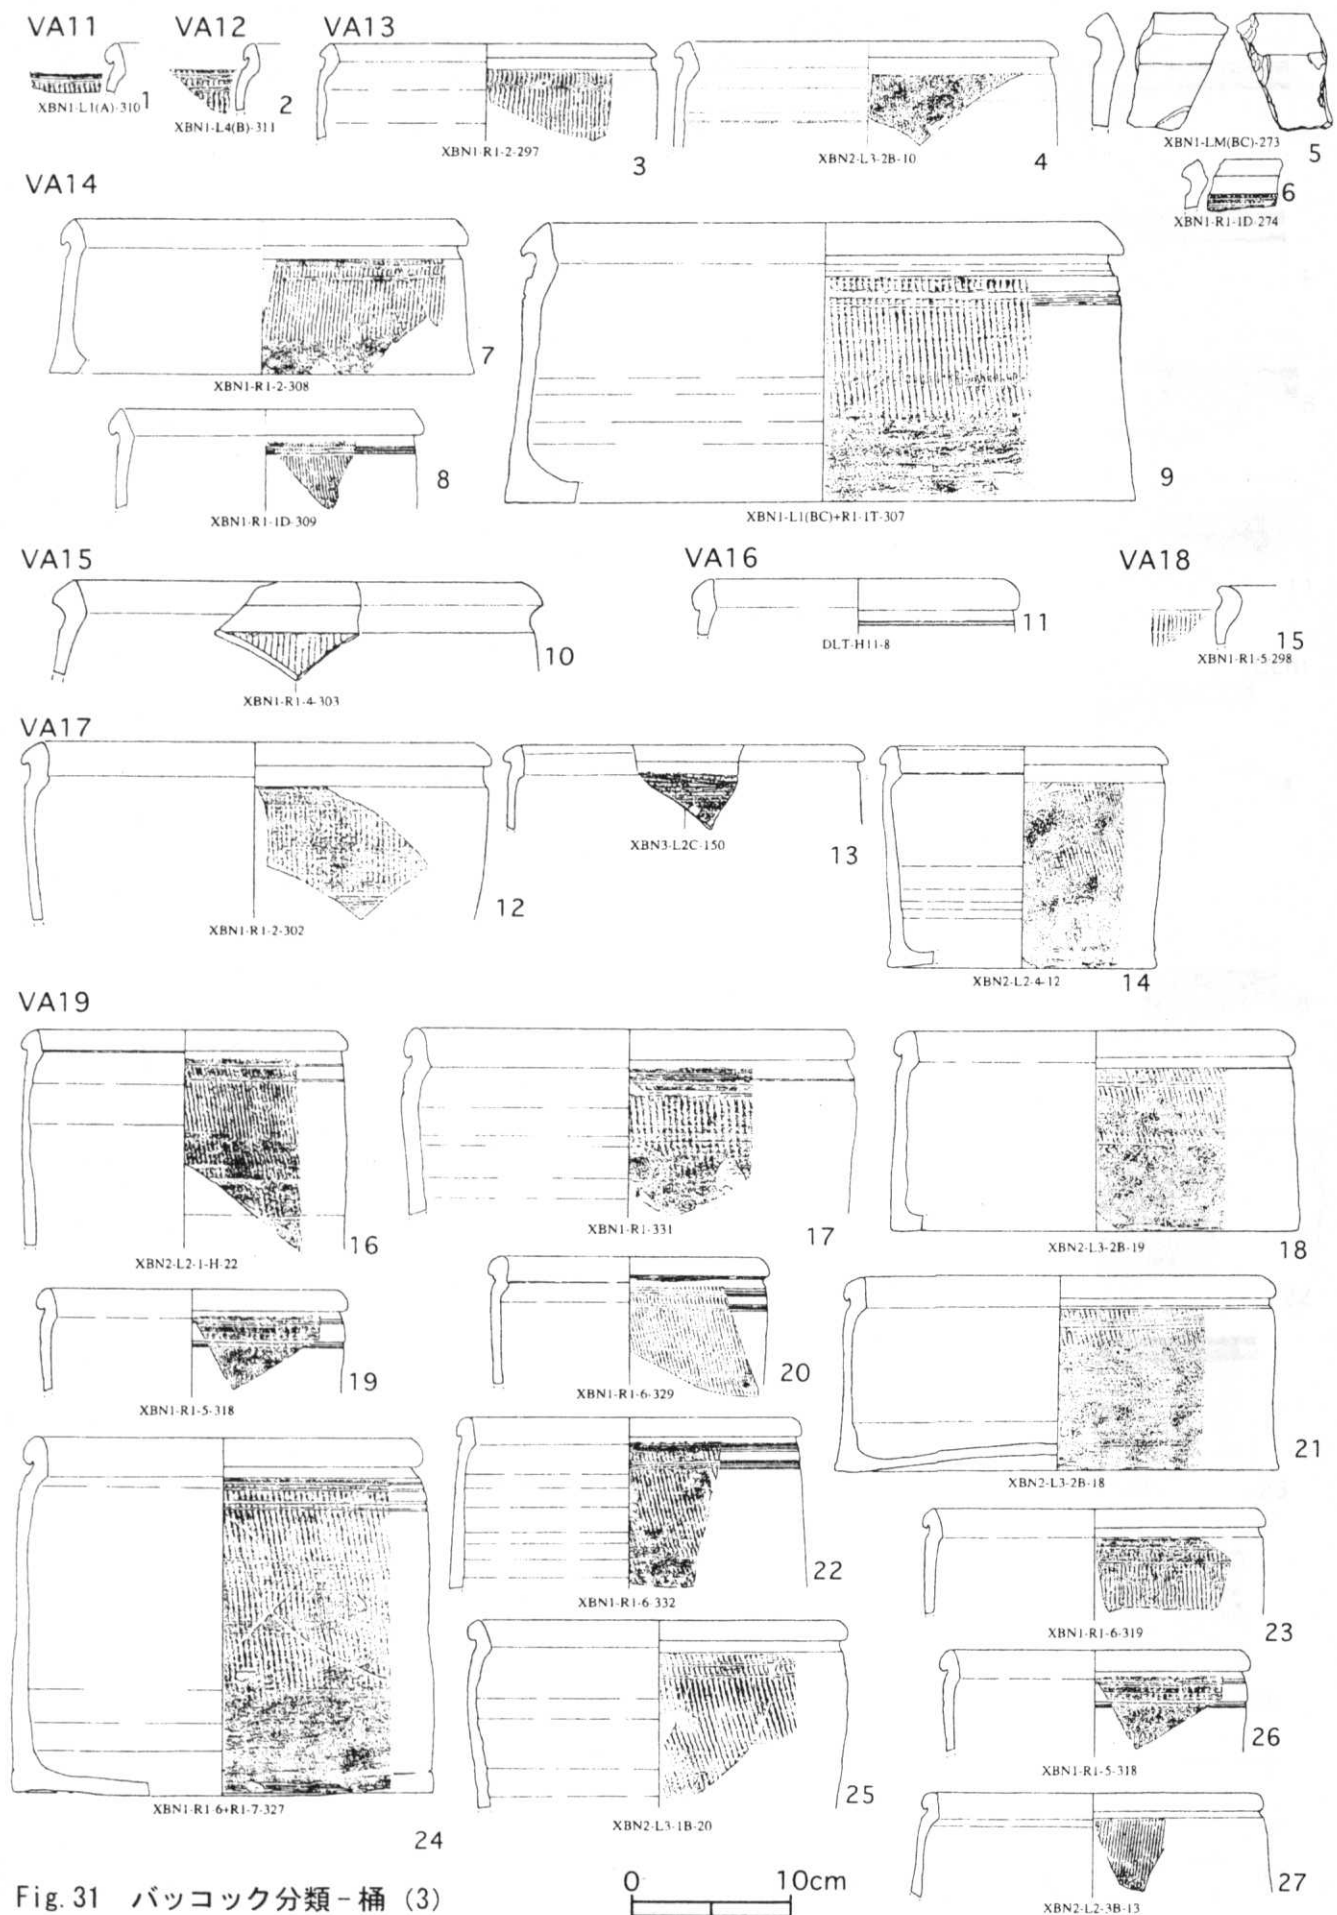 VA11 VA12 VA13
XBN1-L1(A)-310 1
XBN1-L4(B)-311 2
XBN1-R1-2-297 3
XBN2-L3-2B-10 4
XBN1-LM(BC)-273 5
XBN1-R1-1D-274 6
VA14
XBN1-R1-2-308 7
XBN1-R1-1D-309 8
XBN1-L1(BC)+R1-1T-307 9
VA15 VA16 VA18
XBN1-R1-4-303 10
DLT-H11-8 11
XBN1-R1-5-298 15
VA17
XBN1-R1-2-302 12
XBN3-L2C-150 13
XBN2-L2-4-12 14
VA19
XBN2-L2-1-H-22 16
XBN1-R1-331 17
XBN2-L3-2B-19 18
XBN1-R1-5-318 19
XBN1-R1-6-329 20
XBN2-L3-2B-18 21
XBN1-R1-6-332 22
XBN1-R1-6-319 23
XBN1-R1-6+R1-7-327 24
XBN2-L3-1B-20 25
XBN1-R1-5-318 26
XBN2-L2-3B-13 27
Fig. 31 バッコック分類-桶 (3)
0 10cm